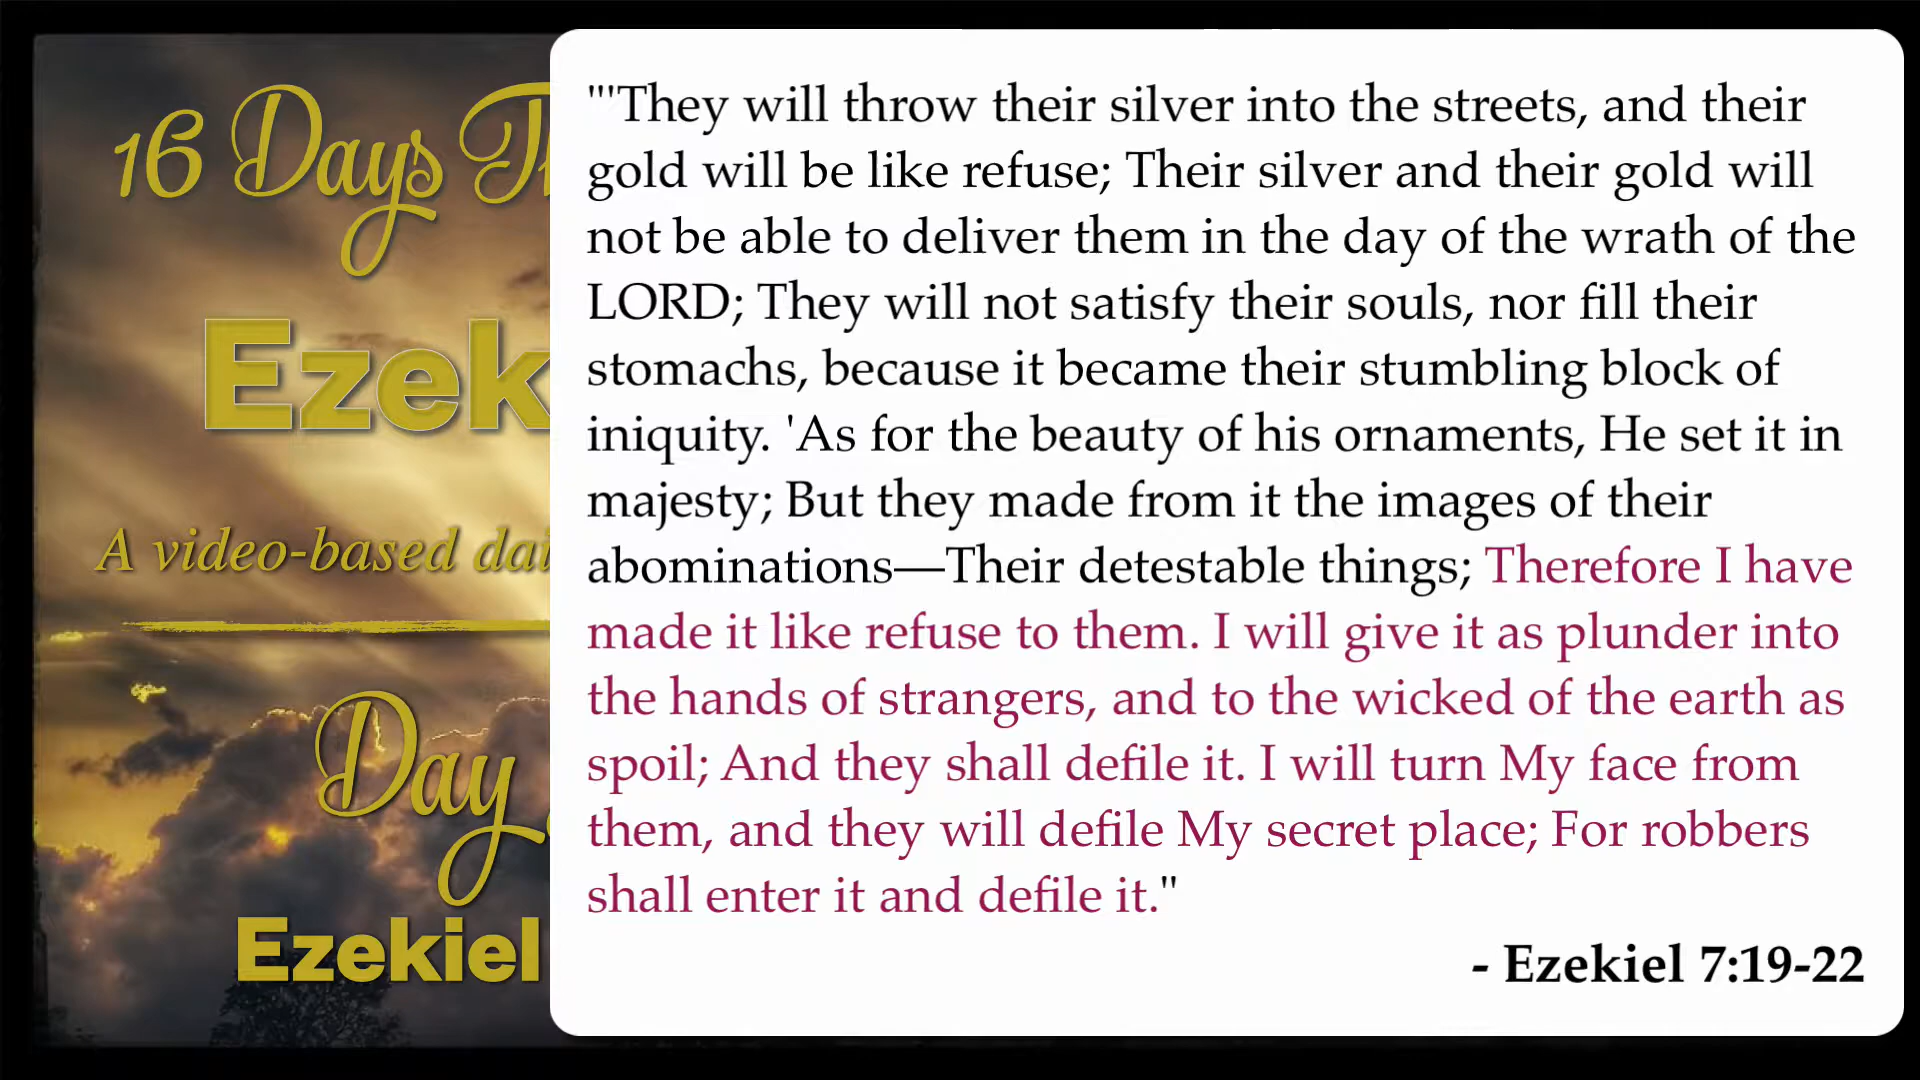 16 Days
Ezek
A video-based dai
Day
Ezekiel
"'They will throw their silver into the streets, and their
gold will be like refuse; Their silver and their gold will
not be able to deliver them in the day of the wrath of the
LORD; They will not satisfy their souls, nor fill their
stomachs, because it became their stumbling block of
iniquity. 'As for the beauty of his ornaments, He set it in
majesty; But they made from it the images of their
abominations—Their detestable things; Therefore I have
made it like refuse to them. I will give it as plunder into
the hands of strangers, and to the wicked of the earth as
spoil; And they shall defile it. I will turn My face from
them, and they will defile My secret place; For robbers
shall enter it and defile it."
- Ezekiel 7:19-22